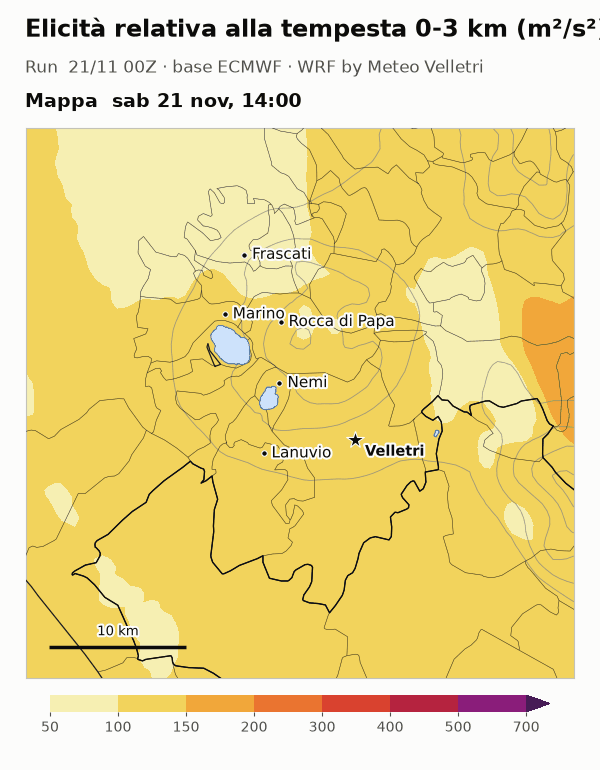 Elicità relativa alla tempesta 0-3 km (m²/s²)
Run 21/11 00Z · base ECMWF · WRF by Meteo Velletri
Mappa sab 21 nov, 14:00
Frascati
Marino
Rocca di Papa
Nemi
Velletri
Lanuvio
10 km
50 100 150 200 300 400 500 700